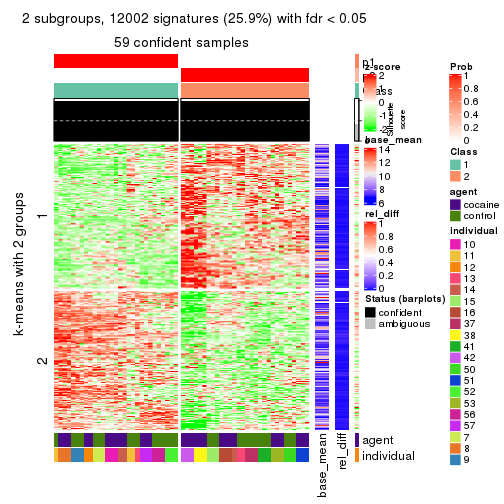 2 subgroups, 12002 signatures (25.9%) with fdr < 0.05
59 confident samples
k-means with 2 groups
1
2
p1
z-score
2
1
0
-1
-2
Class
Silhouette
score
base_mean
14
12
10
8
6
rel_diff
1
0.8
0.6
0.4
0.2
0
Status (barplots)
confident
ambiguous
agent
individual
base_mean
rel_diff
Prob
1
0.8
0.6
0.4
0.2
0
Class
1
2
agent
cocaine
control
individual
10
11
12
13
14
15
16
37
38
41
42
50
51
52
53
56
57
7
8
9